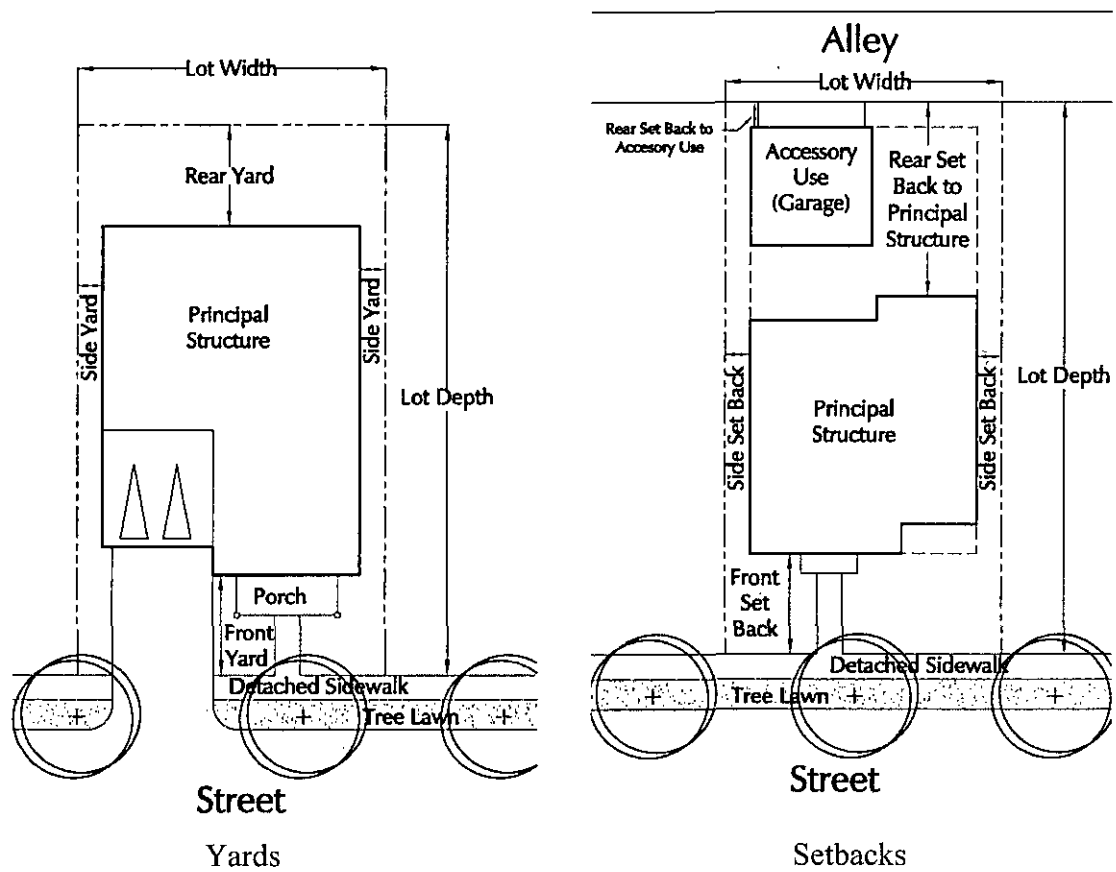 Lot Width
Rear Yard
Side Yard
Principal
Structure
Side Yard
Lot Depth
Porch
Front
Yard
Detached Sidewalk
Tree Lawn
Street
Yards
Alley
Lot Width
Rear Set Back to
Accesory Use
Accessory
Use
(Garage)
Rear Set
Back to
Principal
Structure
Side Set Back
Principal
Structure
Side Set Back
Lot Depth
Front
Set
Back
Detached Sidewalk
Tree Lawn
Street
Setbacks